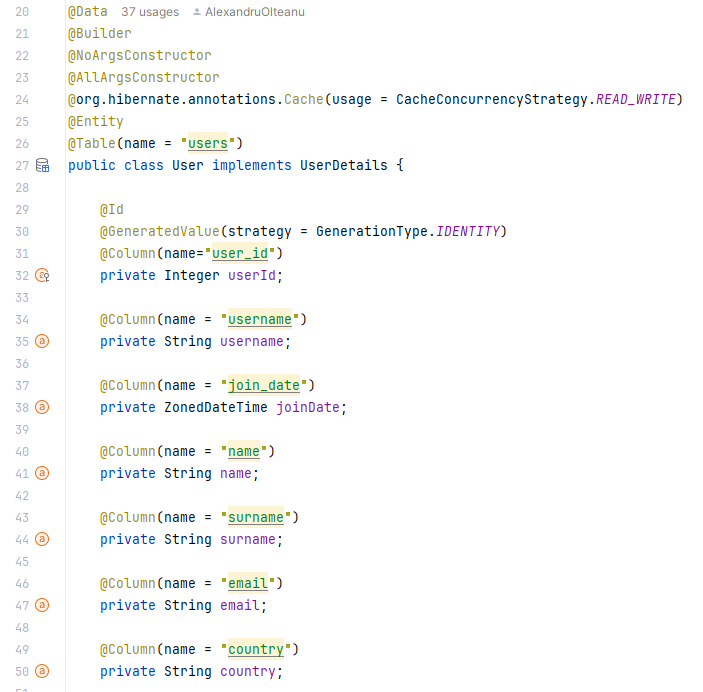 20 @Data 37 usages AlexandruOlteanu
21 @Builder
22 @NoArgsConstructor
23 @AllArgsConstructor
24 @org.hibernate.annotations.Cache(usage = CacheConcurrencyStrategy.READ_WRITE)
25 @Entity
26 @Table(name = "users")
27 public class User implements UserDetails {
28
29 @Id
30 @GeneratedValue(strategy = GenerationType.IDENTITY)
31 @Column(name="user_id")
32 private Integer userId;
33
34 @Column(name = "username")
35 private String username;
36
37 @Column(name = "join_date")
38 private ZonedDateTime joinDate;
39
40 @Column(name = "name")
41 private String name;
42
43 @Column(name = "surname")
44 private String surname;
45
46 @Column(name = "email")
47 private String email;
48
49 @Column(name = "country")
50 private String country;